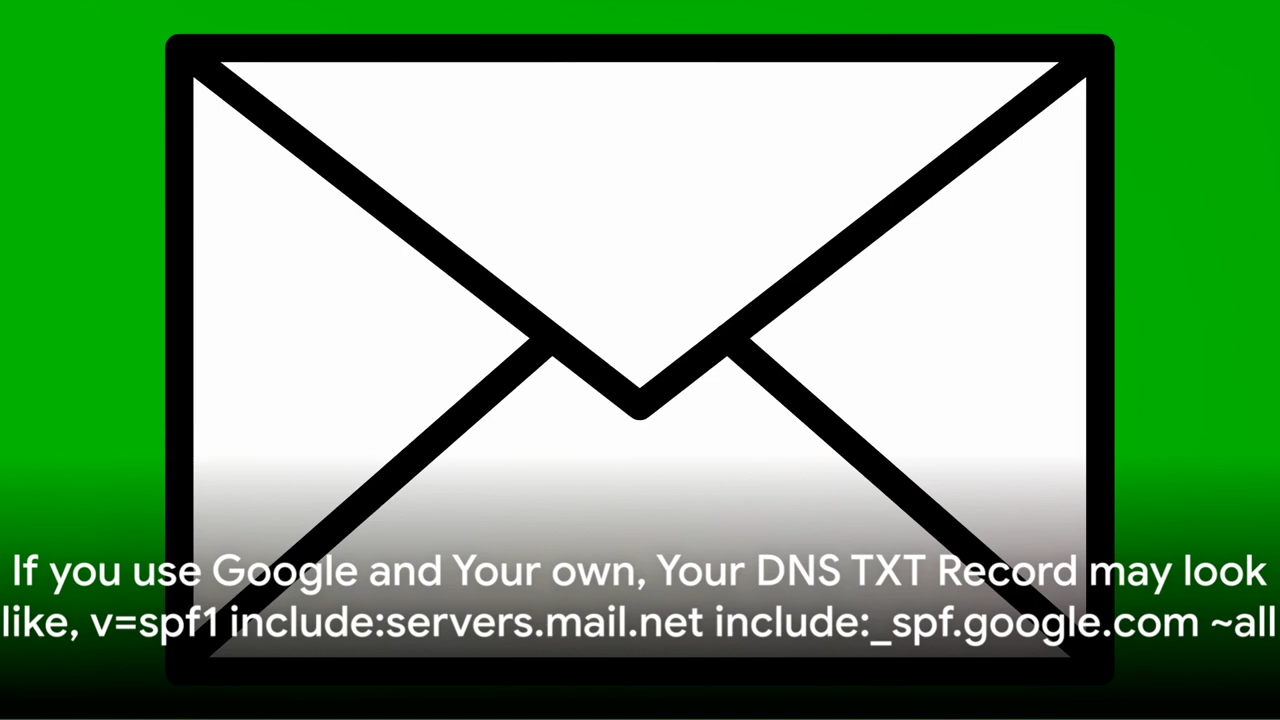 If you use Google and Your own, Your DNS TXT Record may look
like, v=spf1 include:servers.mail.net include:_spf.google.com ~all